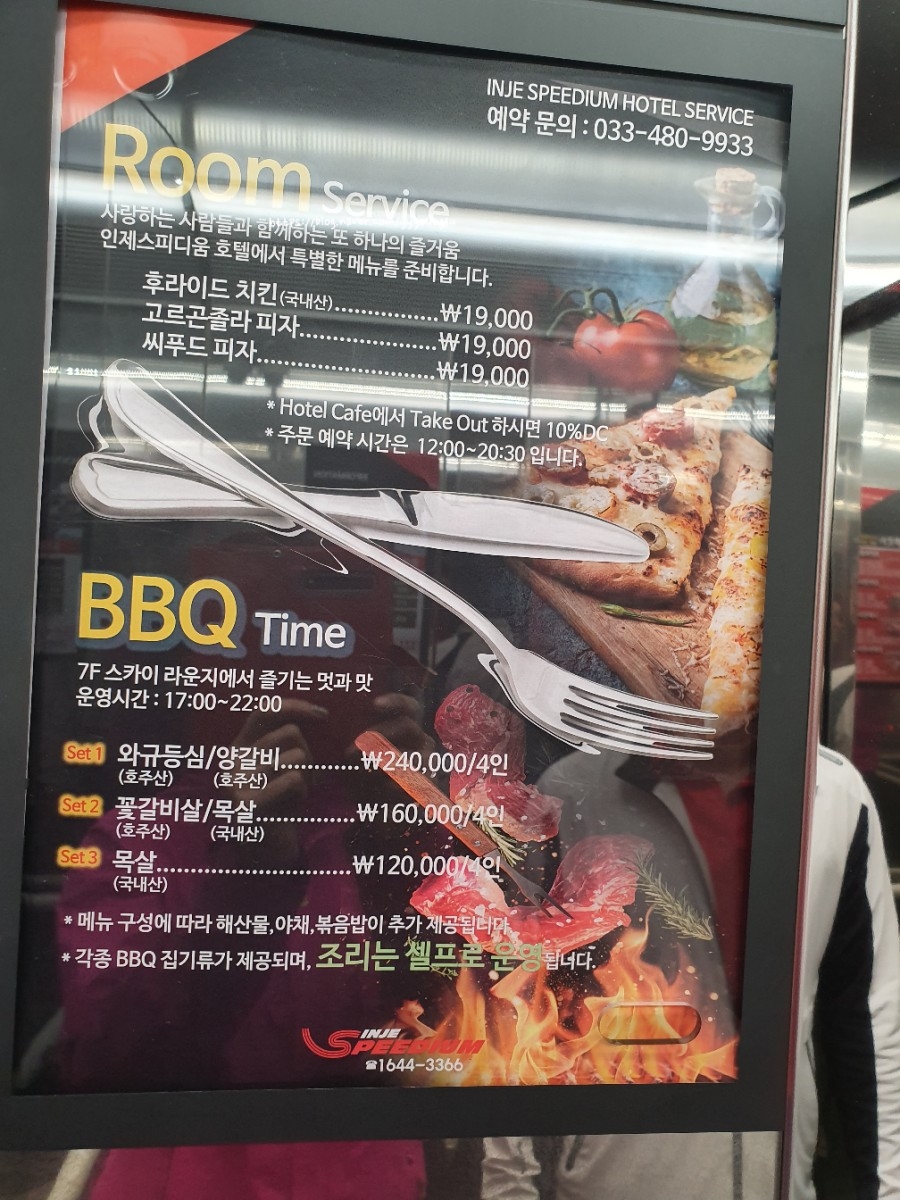 INJE SPEEDIUM HOTEL SERVICE
예약 문의 : 033-480-9933
Room Service
사랑하는 사람들과 함께하는 또 하나의 즐거움
인제스피디움 호텔에서 특별한 메뉴를 준비합니다.
후라이드 치킨(국내산)................₩19,000
고르곤졸라 피자.....................₩19,000
씨푸드 피자...........................₩19,000
* Hotel Cafe에서 Take Out 하시면 10%DC
* 주문 예약 시간은 12:00~20:30 입니다.
BBQ Time
7F 스카이 라운지에서 즐기는 멋과 맛
운영시간 : 17:00~22:00
Set 1 와규등심/양갈비............₩240,000/4인
(호주산) (호주산)
Set 2 꽃갈비살/목살...............₩160,000/4인
(호주산) (국내산)
Set 3 목살.............................₩120,000/4인
(국내산)
* 메뉴 구성에 따라 해산물,야채,볶음밥이 추가 제공됩니다.
* 각종 BBQ 집기류가 제공되며, 조리는 셀프로 운영됩니다.
INJE
SPEEDIUM
☎1644-3366